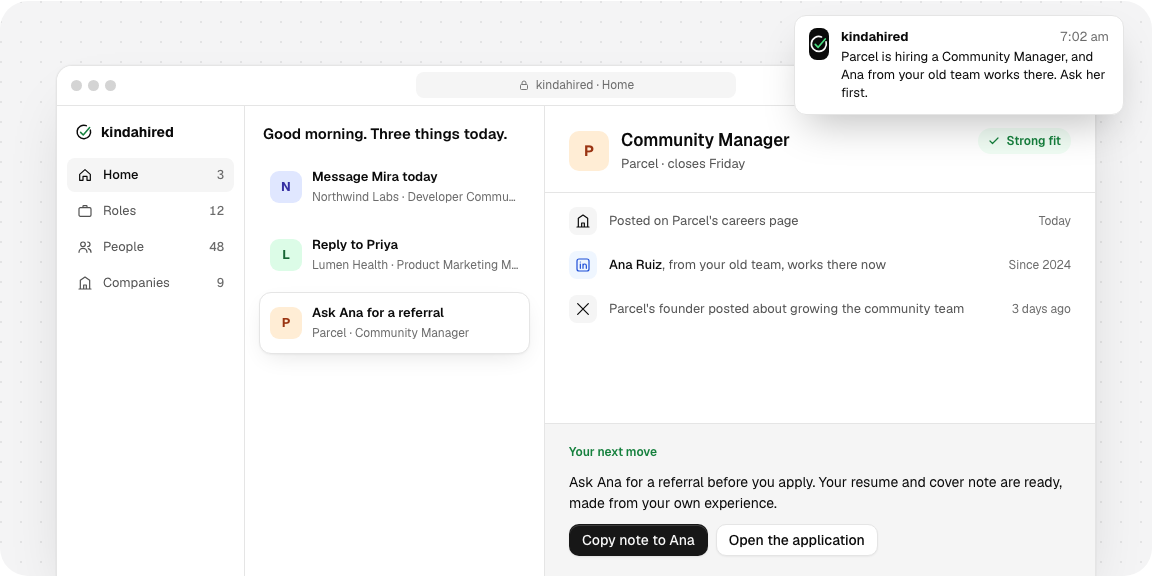 kindahired
7:02 am
Parcel is hiring a Community Manager, and
Ana from your old team works there. Ask her
first.
kindahired · Home
kindahired
Home
3
Roles
12
People
48
Companies
9
Good morning. Three things today.
N
Message Mira today
Northwind Labs · Developer Commu...
L
Reply to Priya
Lumen Health · Product Marketing M...
P
Ask Ana for a referral
Parcel · Community Manager
P
Community Manager
Parcel · closes Friday
Strong fit
Posted on Parcel's careers page
Today
in
Ana Ruiz, from your old team, works there now
Since 2024
Parcel's founder posted about growing the community team
3 days ago
Your next move
Ask Ana for a referral before you apply. Your resume and cover note are ready,
made from your own experience.
Copy note to Ana
Open the application